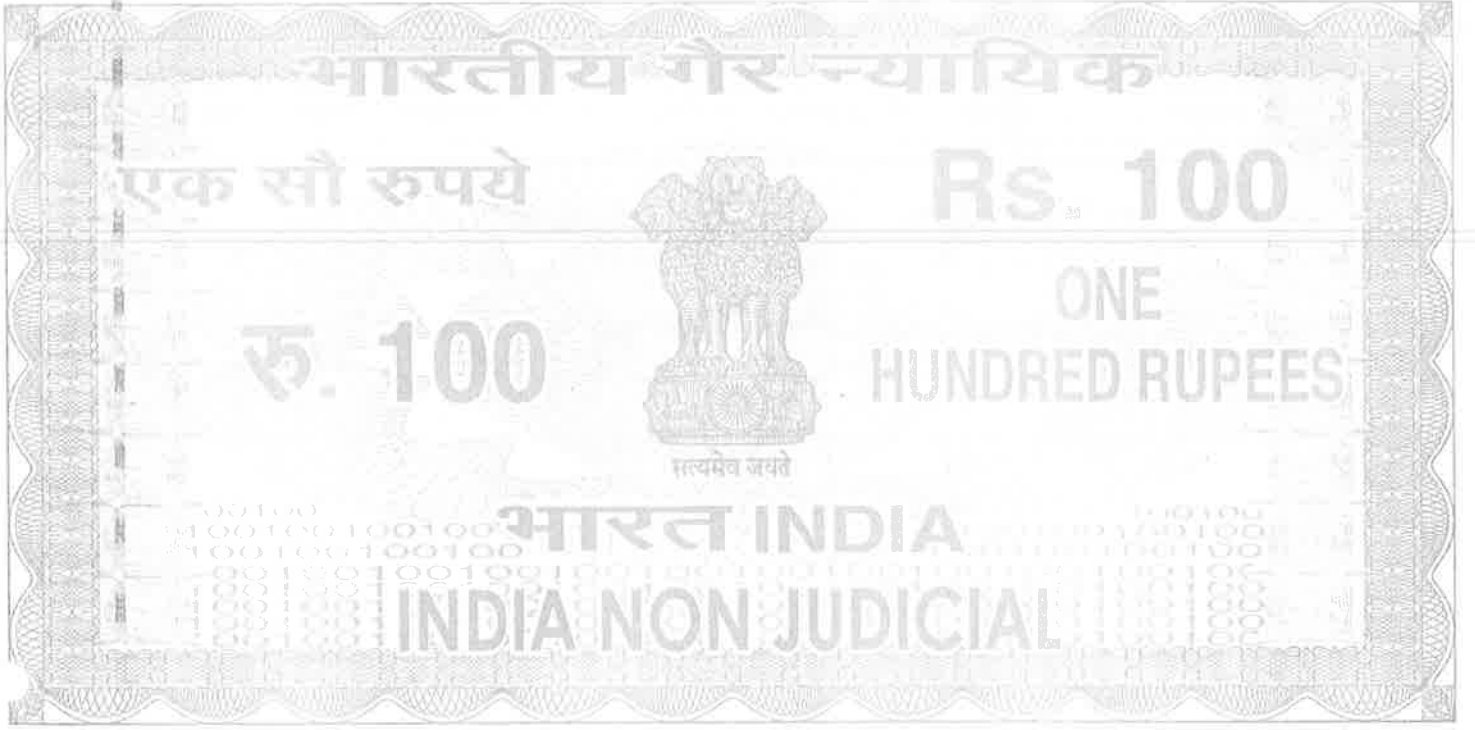 भारतीय गैर न्यायिक
एक सौ रुपये
Rs. 100
रु. 100
ONE
HUNDRED RUPEES
सत्यमेव जयते
भारत INDIA
INDIA NON JUDICIAL